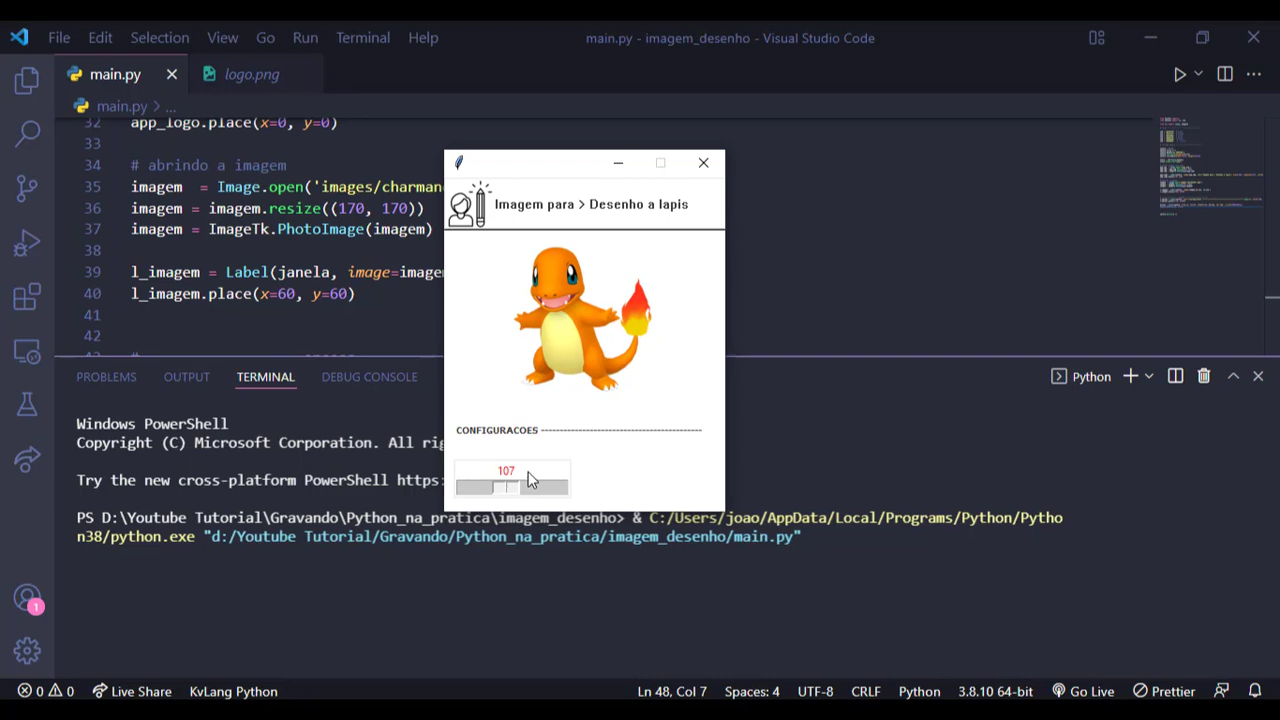 File Edit Selection View Go Run Terminal Help main.py - imagem_desenho - Visual Studio Code
main.py logo.png
main.py > ...
32 app_logo.place(x=0, y=0)
33
34 # abrindo a imagem
35 imagem = Image.open('images/charman
36 imagem = imagem.resize((170, 170))
37 imagem = ImageTk.PhotoImage(imagem)
38
39 l_imagem = Label(janela, image=image
40 l_imagem.place(x=60, y=60)
41
42
Imagem para > Desenho a lapis
CONFIGURACOES ------------------------------------------
107
PROBLEMS OUTPUT TERMINAL DEBUG CONSOLE Python
Windows PowerShell
Copyright (C) Microsoft Corporation. All rig
Try the new cross-platform PowerShell https:
PS D:\Youtube Tutorial\Gravando\Python_na_pratica\imagem_desenho> & C:/Users/joao/AppData/Local/Programs/Python/Pytho
n38/python.exe "d:/Youtube Tutorial/Gravando/Python_na_pratica/imagem_desenho/main.py"
1
0 0 Live Share KvLang Python Ln 48, Col 7 Spaces: 4 UTF-8 CRLF Python 3.8.10 64-bit Go Live Prettier